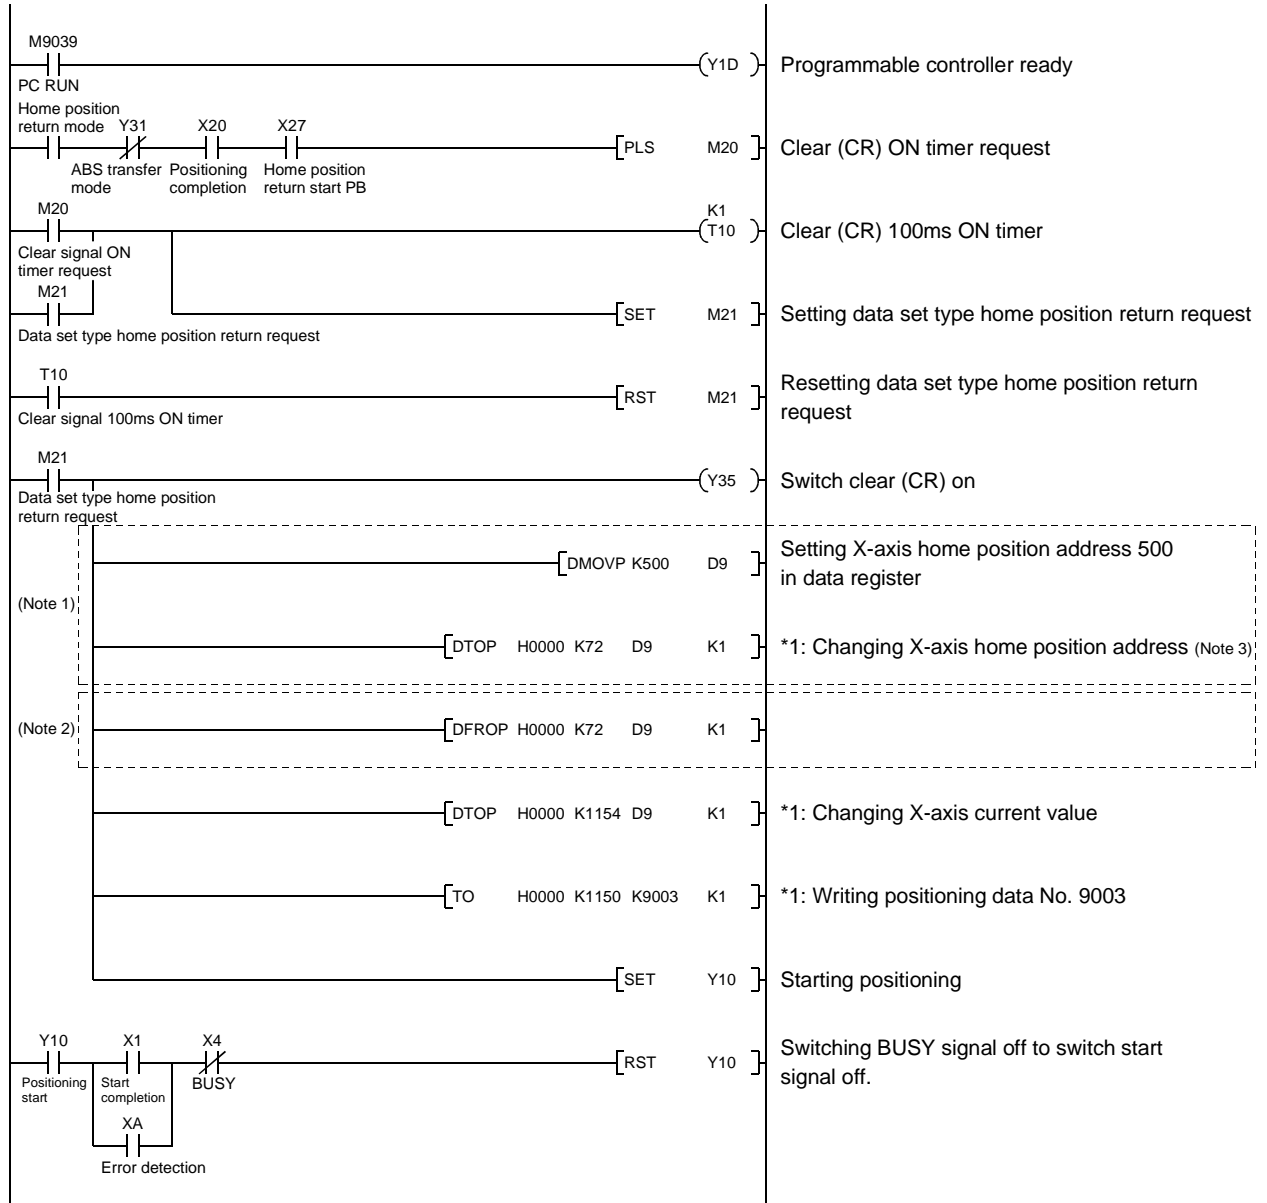 M9039
Y1D
Programmable controller ready
PC RUN
Home position
return mode
Y31
X20
X27
PLS M20
Clear (CR) ON timer request
ABS transfer
mode
Positioning
completion
Home position
return start PB
M20
K1
T10
Clear (CR) 100ms ON timer
Clear signal ON
timer request
M21
SET M21
Setting data set type home position return request
Data set type home position return request
T10
RST M21
Resetting data set type home position return
request
Clear signal 100ms ON timer
M21
Y35
Switch clear (CR) on
Data set type home position
return request
DMOVP K500 D9
Setting X-axis home position address 500
in data register
(Note 1)
DTOP H0000 K72 D9 K1
*1: Changing X-axis home position address (Note 3)
(Note 2)
DFROP H0000 K72 D9 K1
DTOP H0000 K1154 D9 K1
*1: Changing X-axis current value
TO H0000 K1150 K9003 K1
*1: Writing positioning data No. 9003
SET Y10
Starting positioning
Y10
X1
X4
RST Y10
Switching BUSY signal off to switch start
signal off.
Positioning
start
Start
completion
BUSY
XA
Error detection